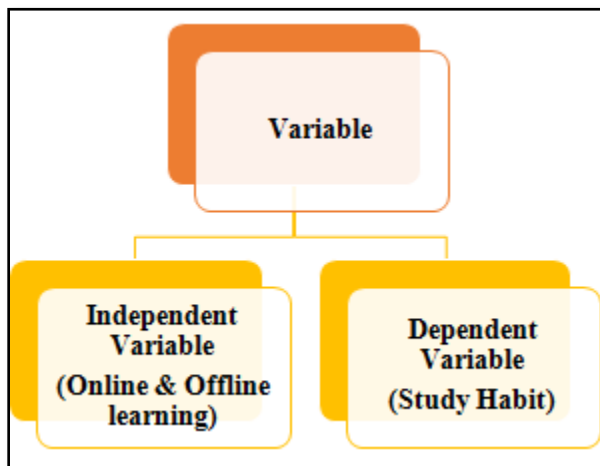 Variable
Independent
Variable
(Online & Offline
learning)
Dependent
Variable
(Study Habit)